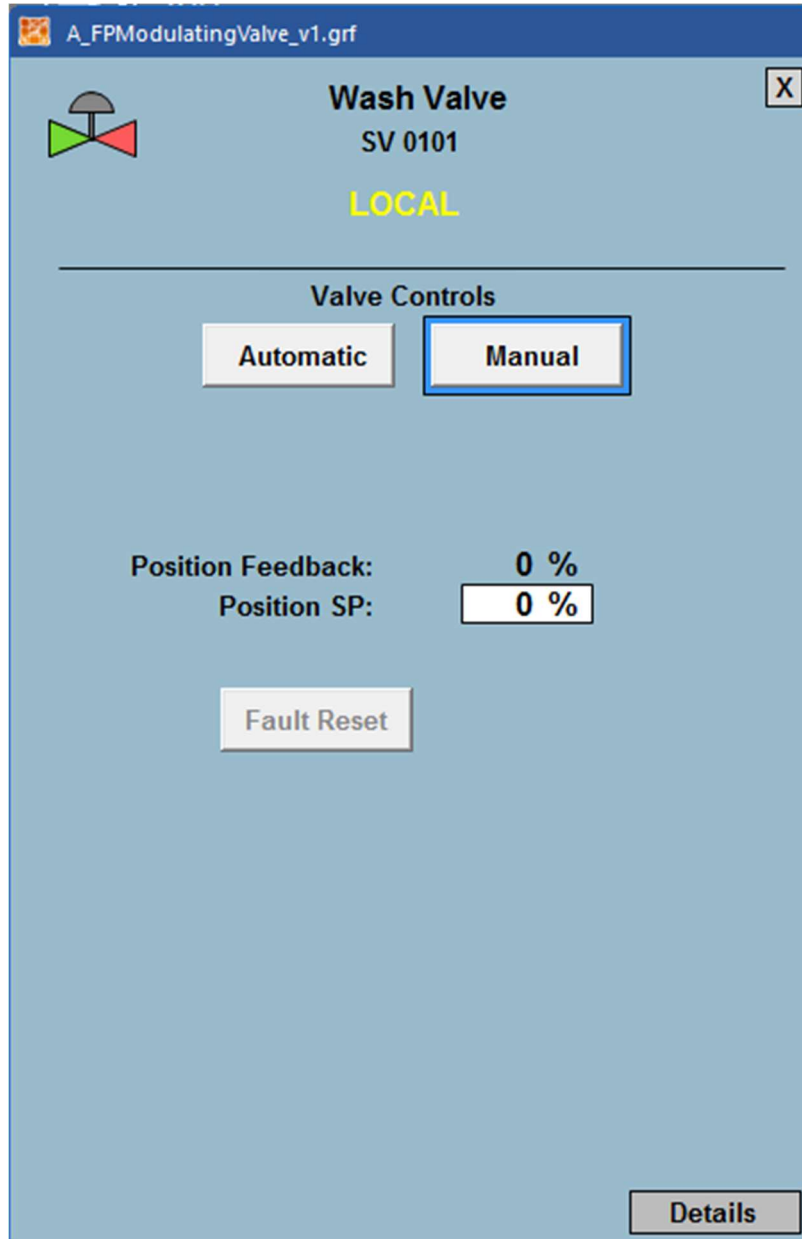 A_FPModulatingValve_v1.grf
X
Wash Valve
SV 0101
LOCAL
Valve Controls
Automatic Manual
Position Feedback: 0 %
Position SP: 0 %
Fault Reset
Details